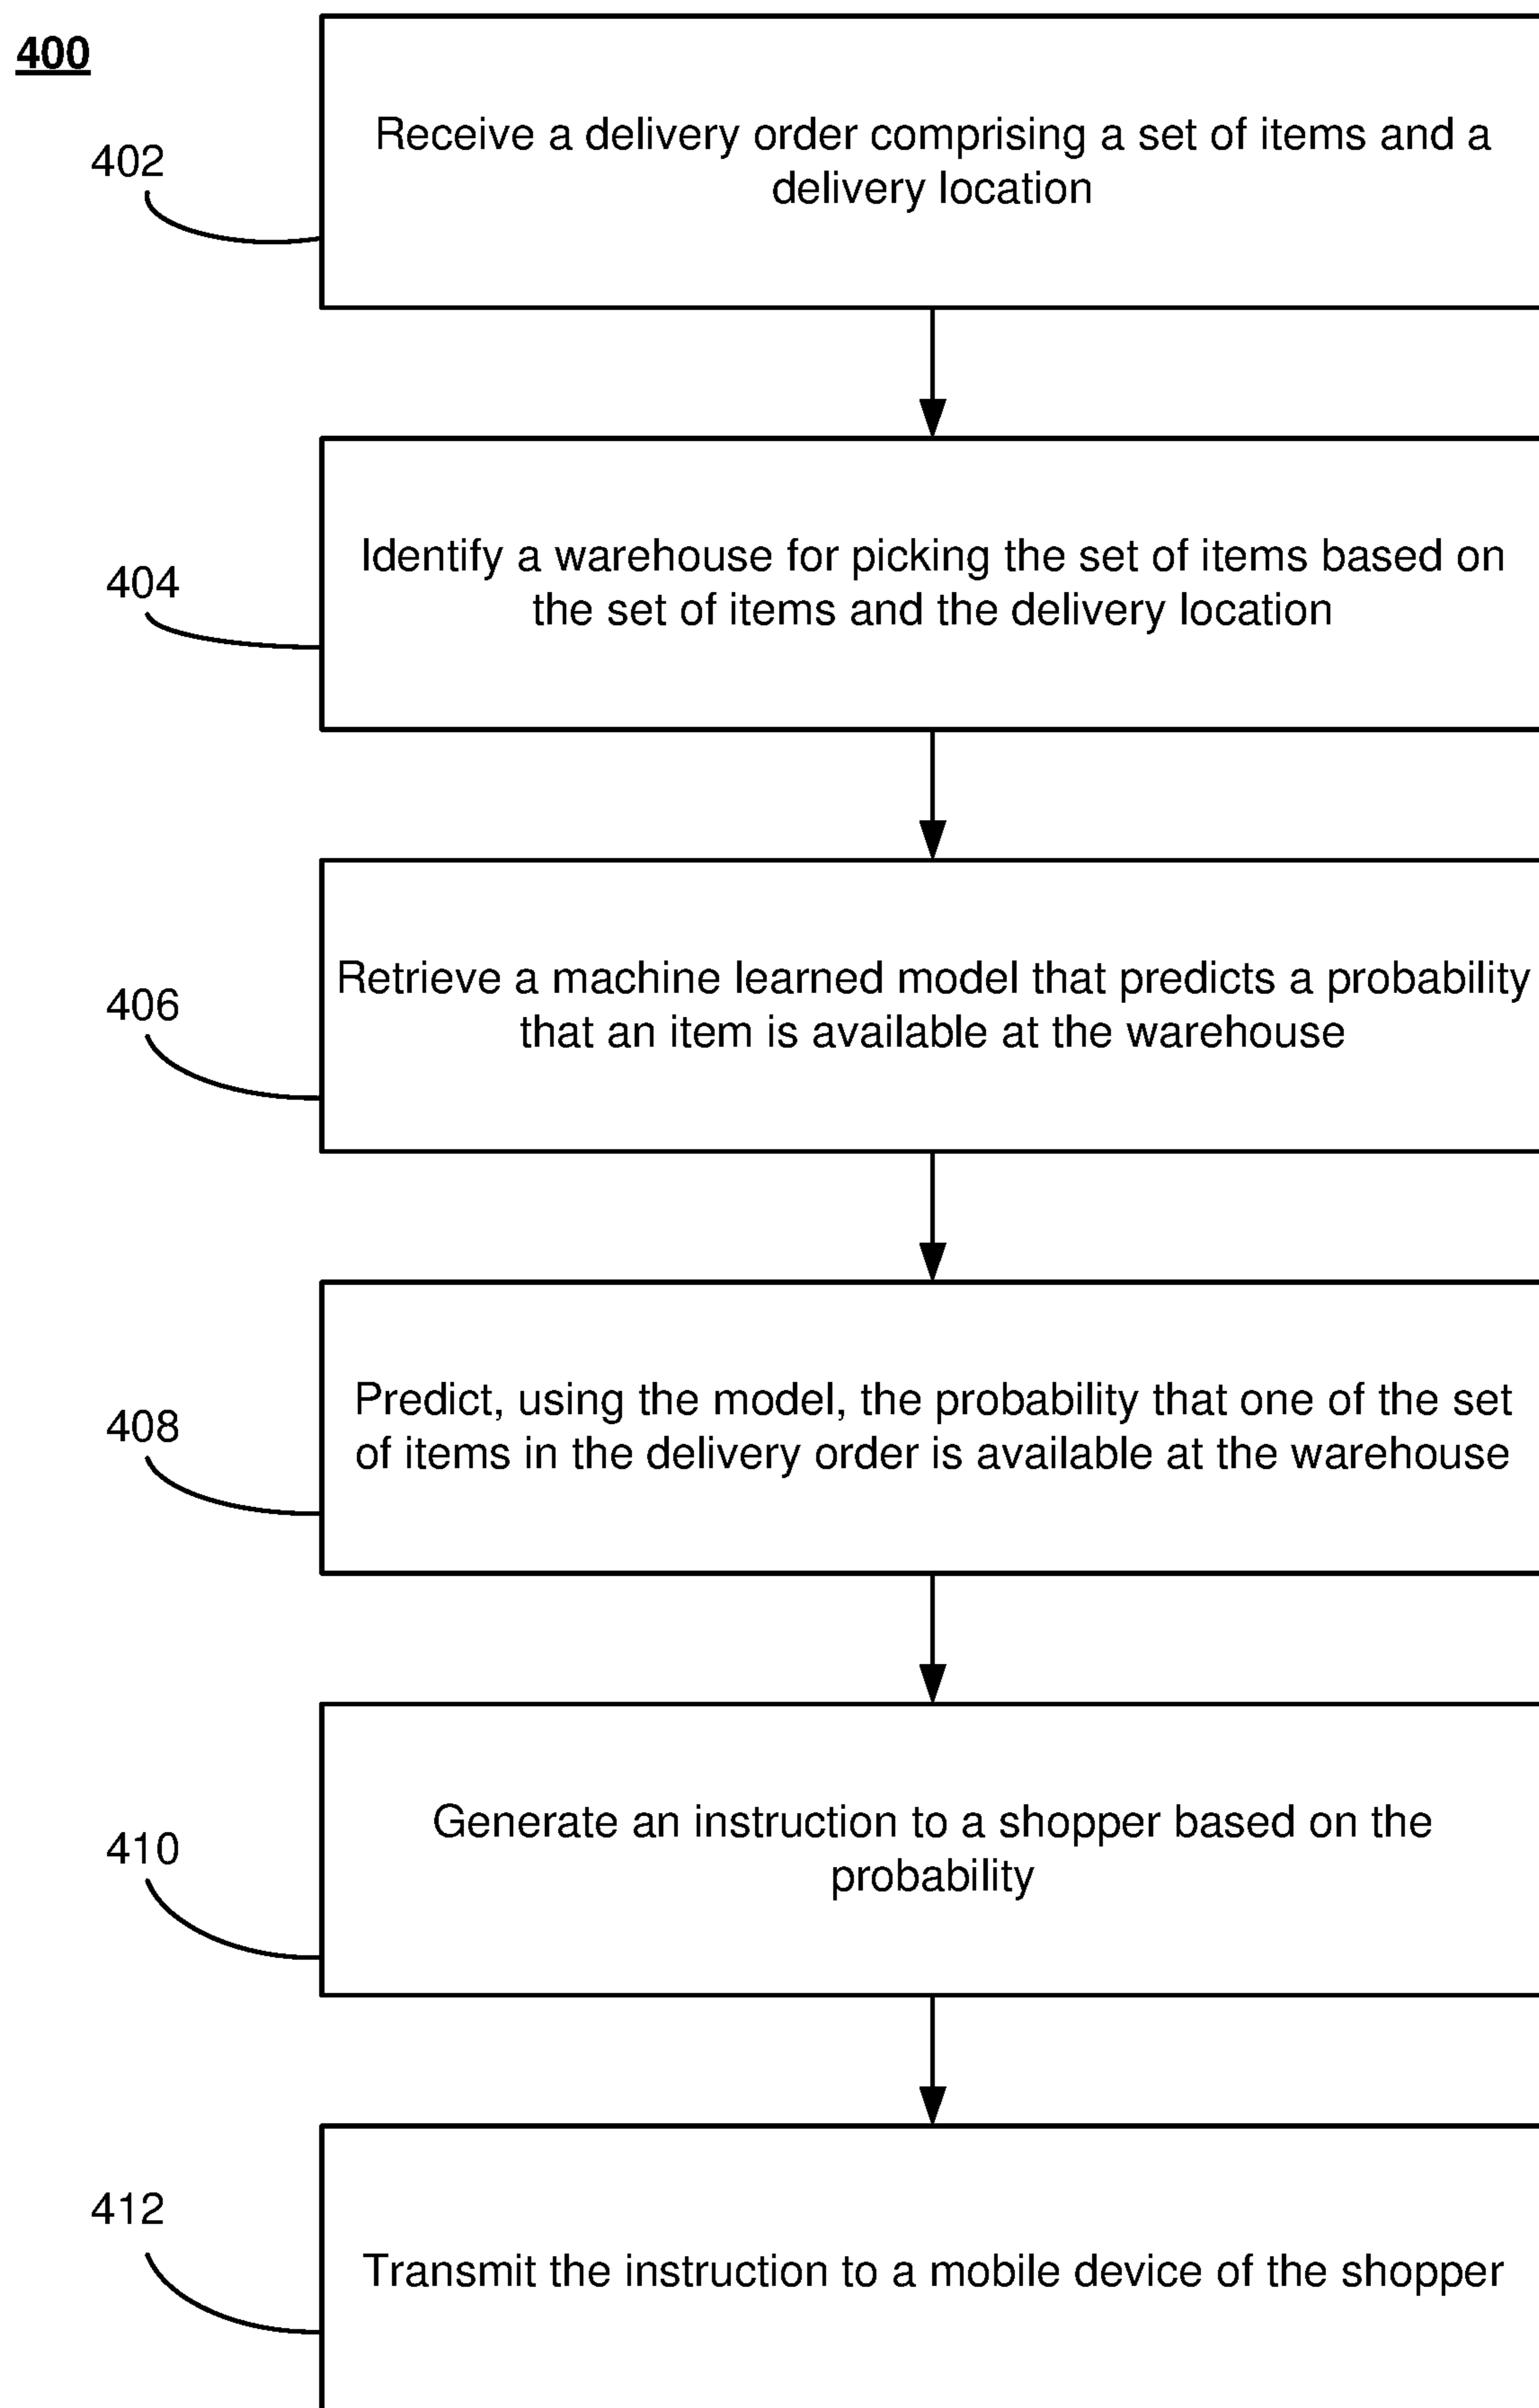 400
402
Receive a delivery order comprising a set of items and a
delivery location
404
Identify a warehouse for picking the set of items based on
the set of items and the delivery location
406
Retrieve a machine learned model that predicts a probability
that an item is available at the warehouse
408
Predict, using the model, the probability that one of the set
of items in the delivery order is available at the warehouse
410
Generate an instruction to a shopper based on the
probability
412
Transmit the instruction to a mobile device of the shopper